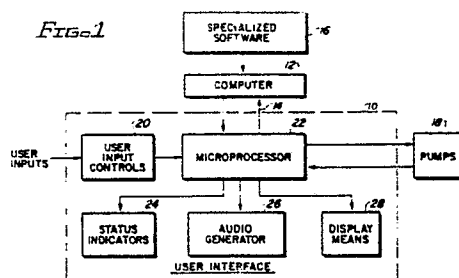 FIG. 1
SPECIALIZED
SOFTWARE
16
12
COMPUTER
14
10
20
22
18
USER
INPUTS
USER
INPUT
CONTROLS
MICROPROCESSOR
PUMPS
24
26
28
STATUS
INDICATORS
AUDIO
GENERATOR
DISPLAY
MEANS
USER INTERFACE